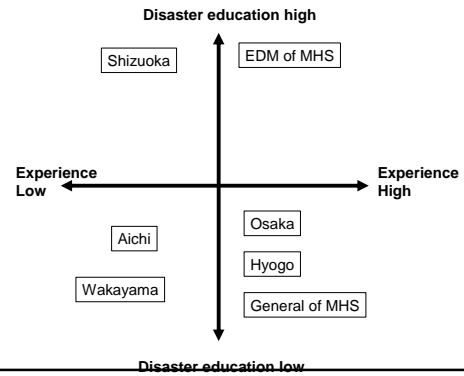 Disaster education high
Shizuoka
EDM of MHS
Experience
Low
Experience
High
Aichi
Osaka
Hyogo
Wakayama
General of MHS
Disaster education low